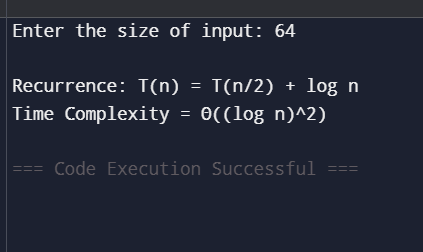 Enter the size of input: 64
Recurrence: T(n) = T(n/2) + log n
Time Complexity = Θ((log n)^2)
=== Code Execution Successful ===